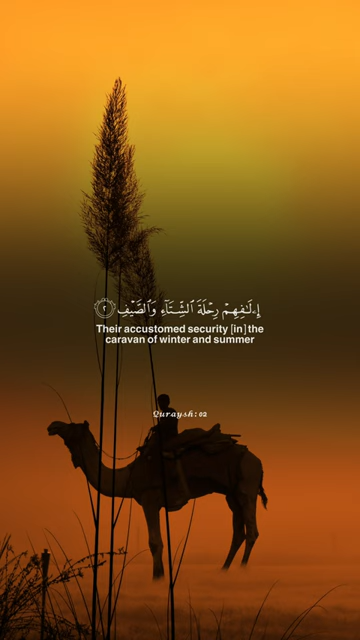 إِۦلَٰفِهِمْ رِحْلَةَ ٱلشِّتَآءِ وَٱلصَّيْفِ ٢
Their accustomed security [in] the
caravan of winter and summer
Quraysh: 02